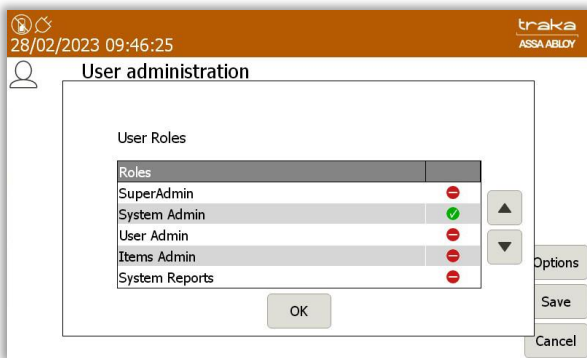 traka
28/02/2023 09:46:25
ASSA ABLOY
User administration
User Roles
Roles
SuperAdmin
System Admin
User Admin
Items Admin
System Reports
Options
OK
Save
Cancel